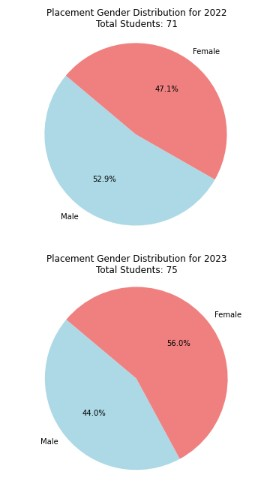 Placement Gender Distribution for 2022
Total Students: 71
Female
47.1%
52.9%
Male
Placement Gender Distribution for 2023
Total Students: 75
Female
56.0%
44.0%
Male